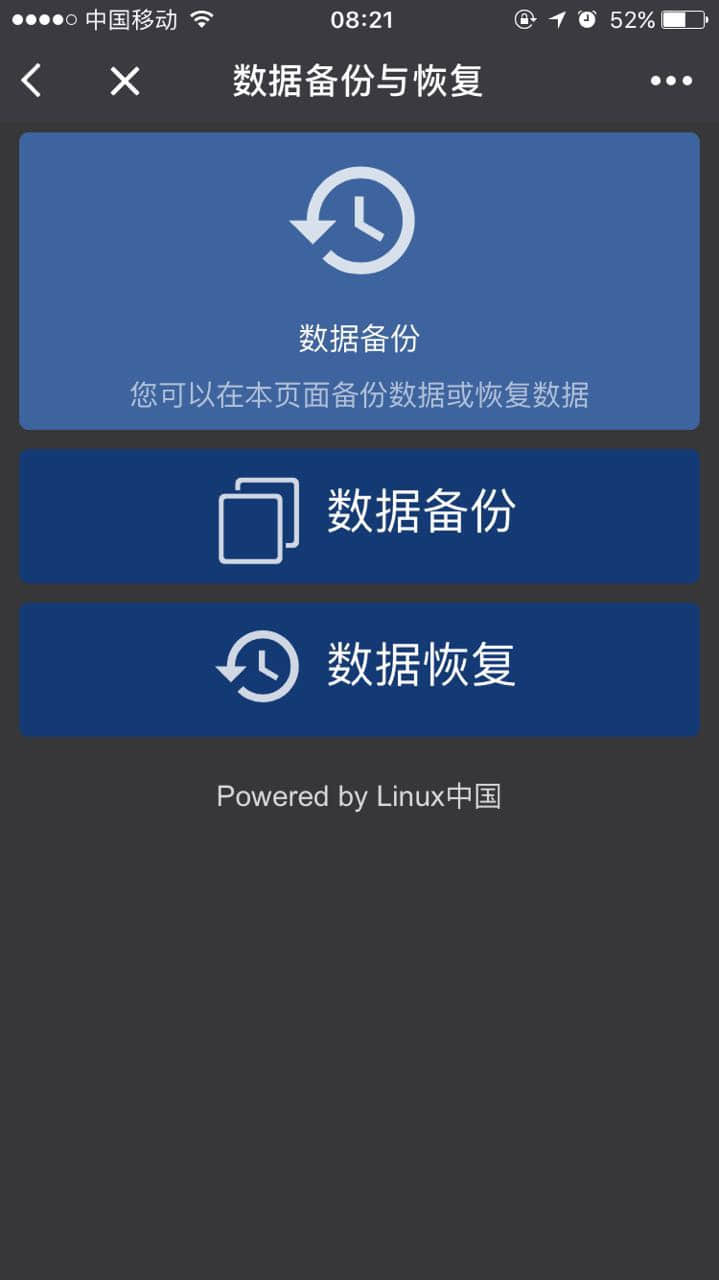 中国移动 08:21 52%
数据备份与恢复
数据备份
您可以在本页面备份数据或恢复数据
数据备份
数据恢复
Powered by Linux中国